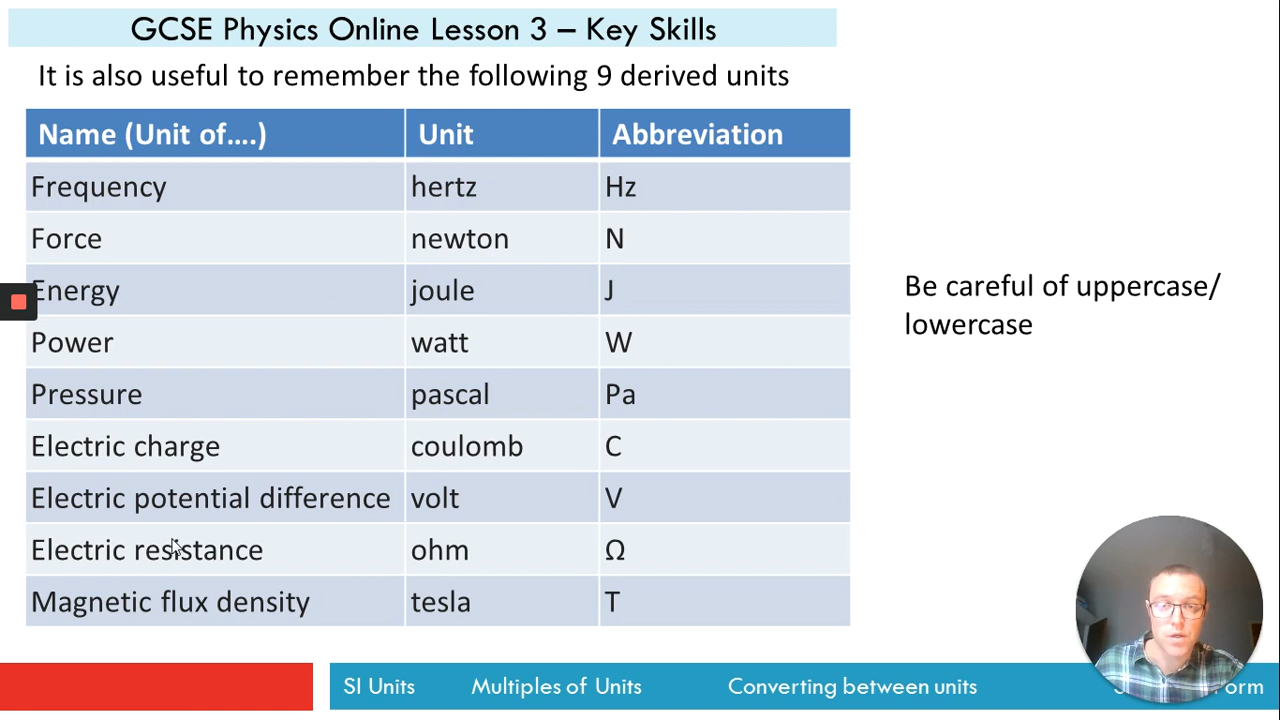 GCSE Physics Online Lesson 3 – Key Skills
It is also useful to remember the following 9 derived units
Name (Unit of....) Unit Abbreviation
Frequency hertz Hz
Force newton N
Energy joule J
Power watt W
Pressure pascal Pa
Electric charge coulomb C
Electric potential difference volt V
Electric resistance ohm Ω
Magnetic flux density tesla T
Be careful of uppercase/
lowercase
SI Units Multiples of Units Converting between units